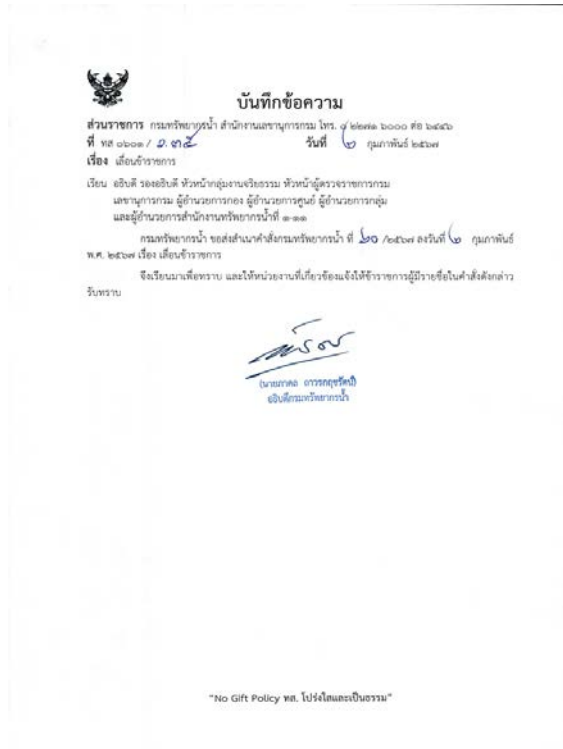 บันทึกข้อความ
ส่วนราชการ กรมทรัพยากรน้ำ สำนักงานเลขานุการกรม โทร. ๐ ๒๒๗๑ ๖๐๐๐ ต่อ ๖๔๔๖
ที่ ทส ๐๖๐๑ / ว. ๓๕ วันที่ ๒ กุมภาพันธ์ ๒๕๖๗
เรื่อง เลื่อนข้าราชการ
เรียน อธิบดี รองอธิบดี หัวหน้ากลุ่มงานจริยธรรม หัวหน้าผู้ตรวจราชการกรม
เลขานุการกรม ผู้อำนวยการกอง ผู้อำนวยการศูนย์ ผู้อำนวยการกลุ่ม
และผู้อำนวยการสำนักงานทรัพยากรน้ำที่ ๑-๑๑
กรมทรัพยากรน้ำ ขอส่งสำเนาคำสั่งกรมทรัพยากรน้ำ ที่ ๖๐ /๒๕๖๗ ลงวันที่ ๒ กุมภาพันธ์
พ.ศ. ๒๕๖๗ เรื่อง เลื่อนข้าราชการ
จึงเรียนมาเพื่อทราบ และให้หน่วยงานที่เกี่ยวข้องแจ้งให้ข้าราชการผู้มีรายชื่อในคำสั่งดังกล่าว
รับทราบ
(นายภาดล ถาวรกฤชรัตน์)
อธิบดีกรมทรัพยากรน้ำ
"No Gift Policy ทส. โปร่งใสและเป็นธรรม"